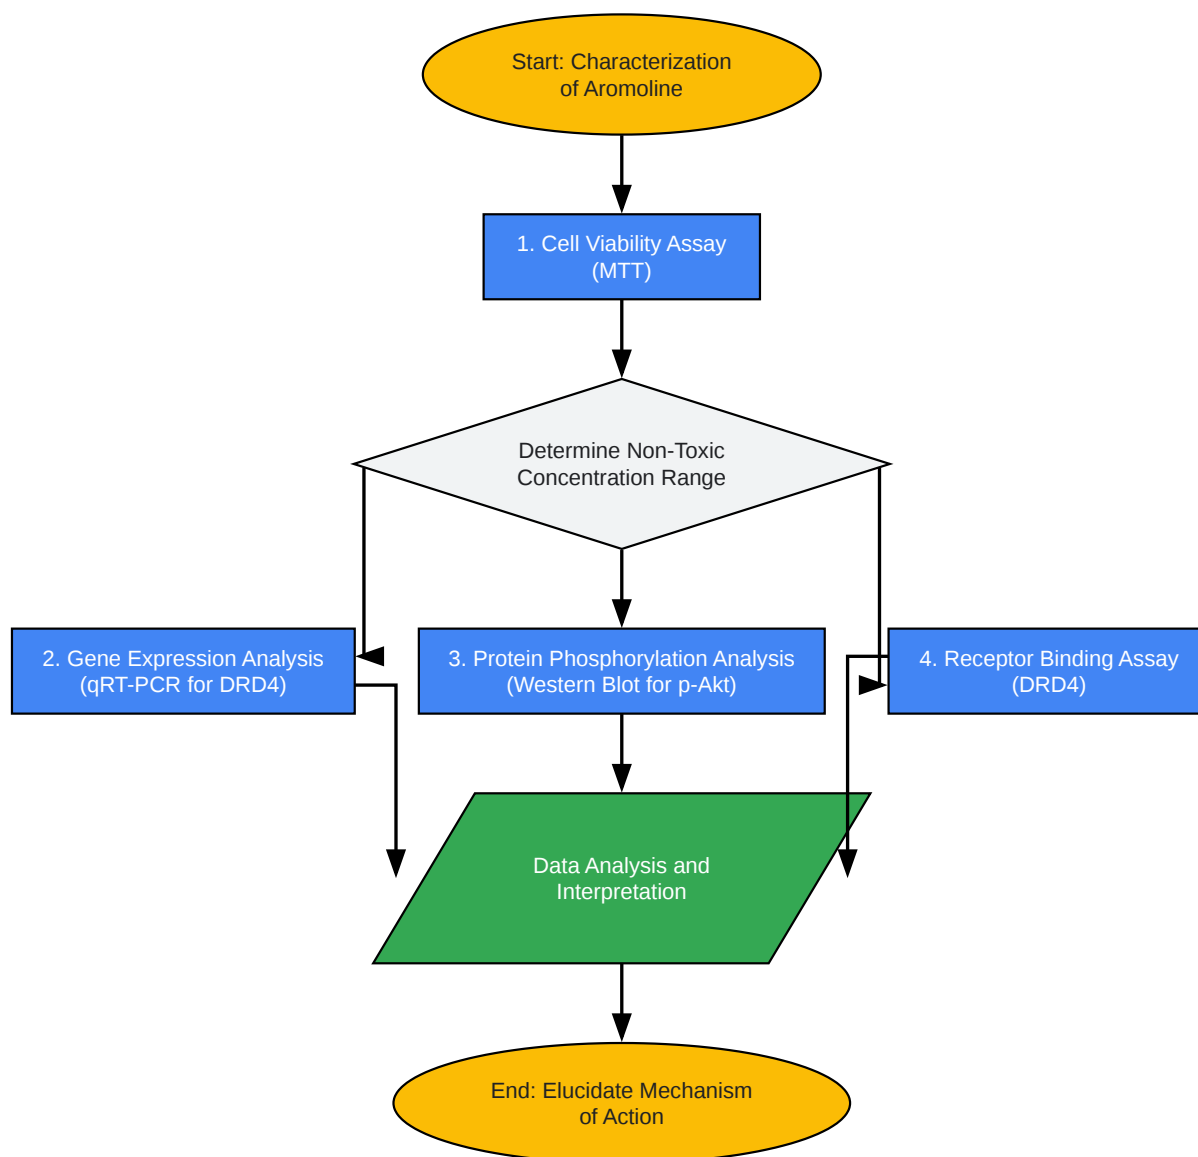 Start: Characterization
of Aromoline
1. Cell Viability Assay
(MTT)
Determine Non-Toxic
Concentration Range
2. Gene Expression Analysis
(qRT-PCR for DRD4)
3. Protein Phosphorylation Analysis
(Western Blot for p-Akt)
4. Receptor Binding Assay
(DRD4)
Data Analysis and
Interpretation
End: Elucidate Mechanism
of Action